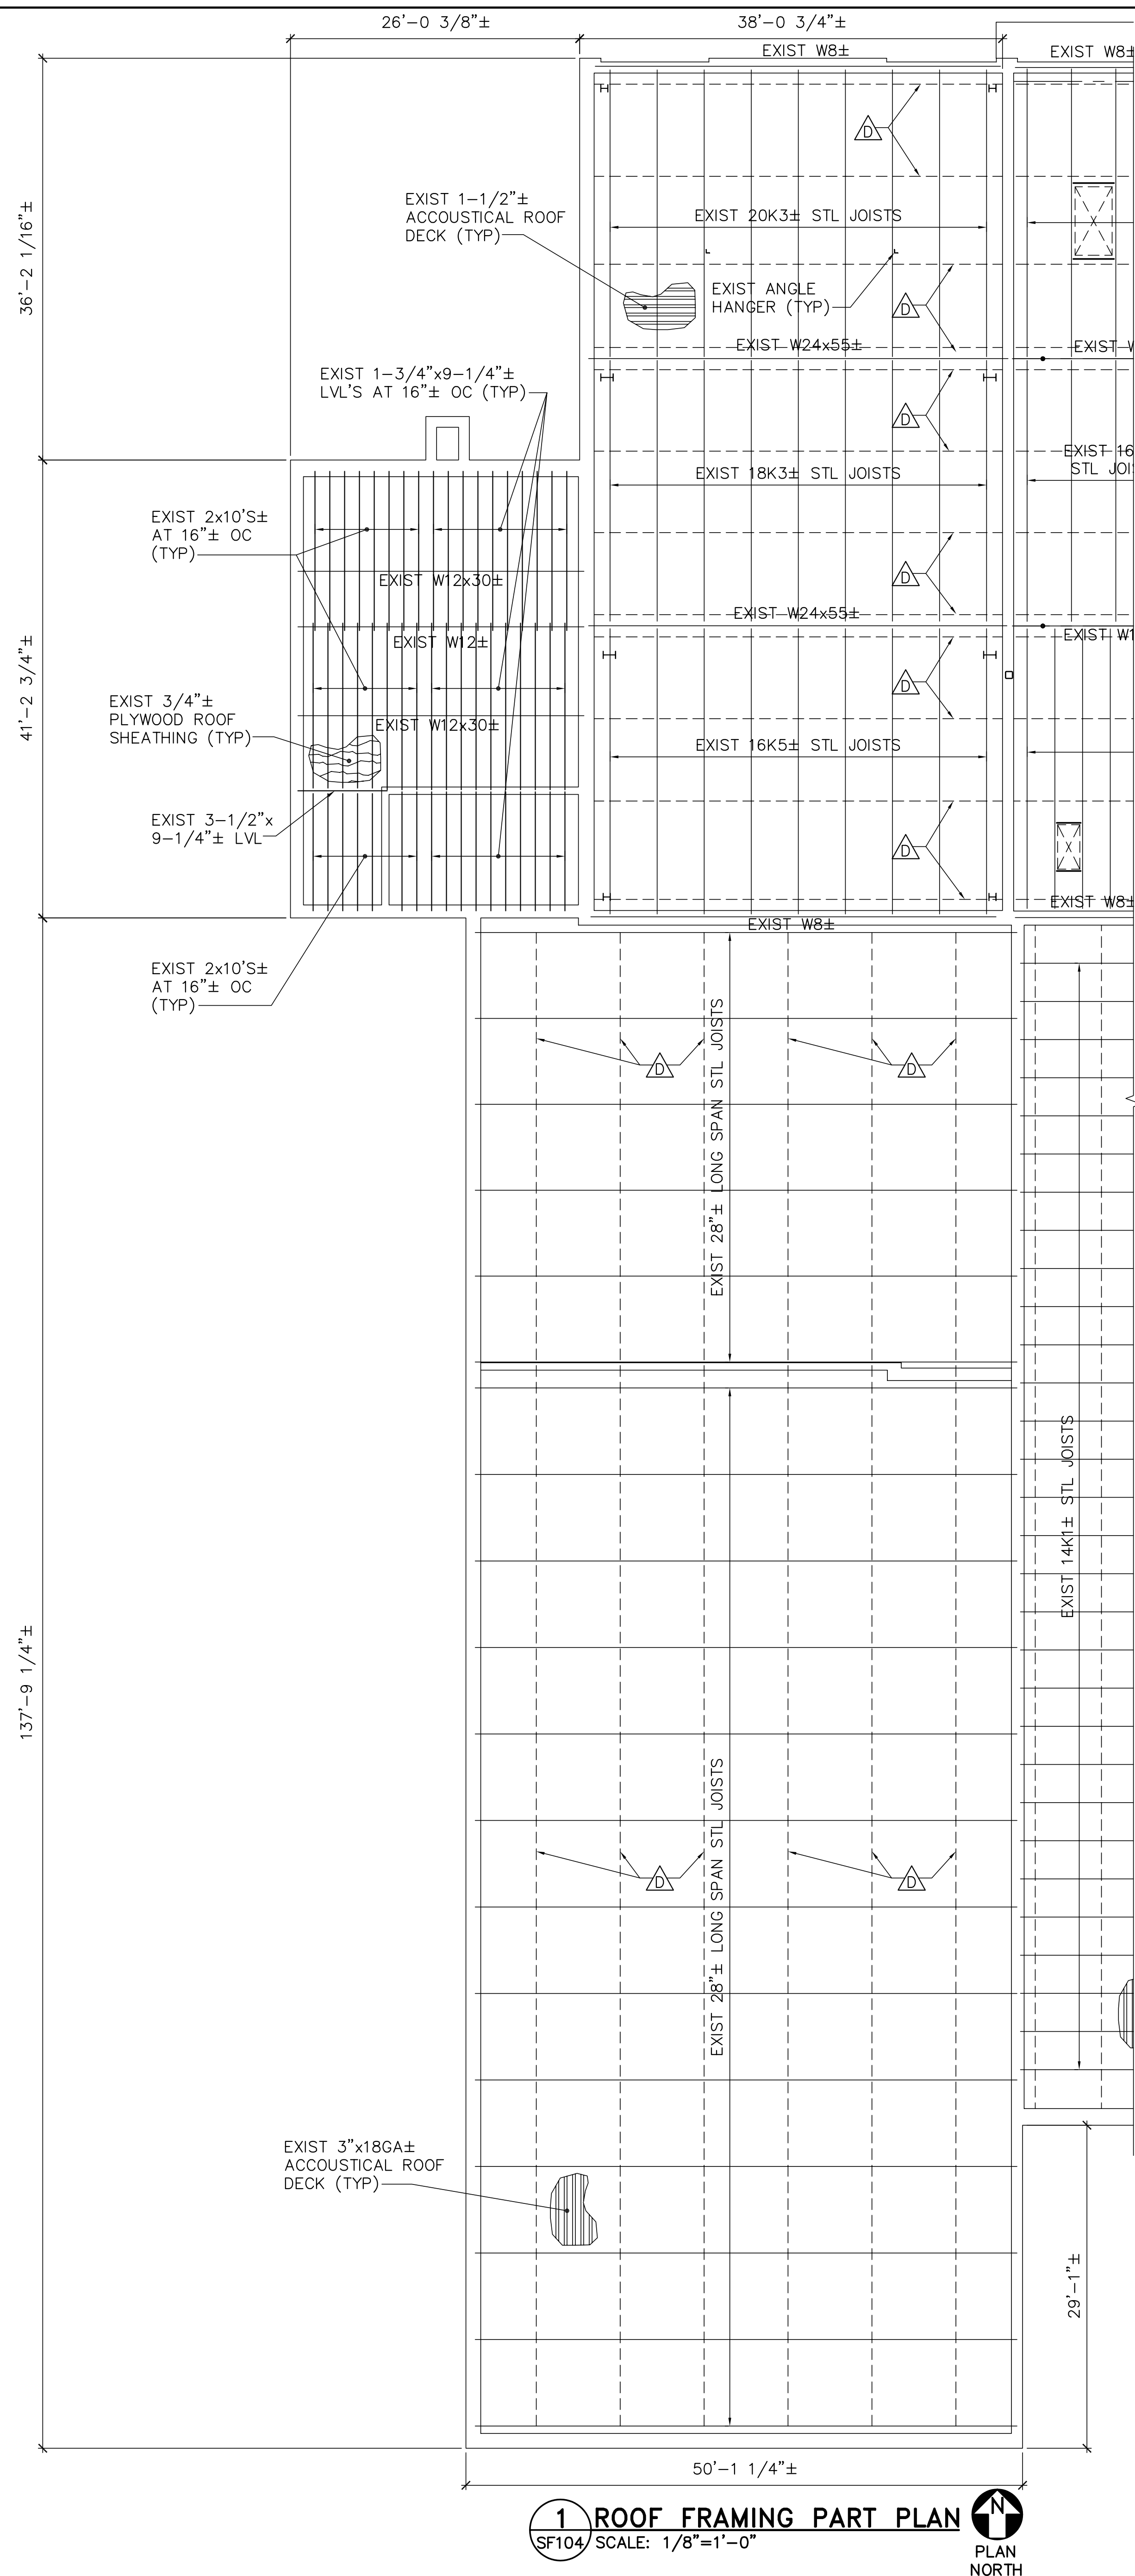 26'-0 3/8"±
38'-0 3/4"±
EXIST W8±
EXIST W8±
36'-2 1/16"±
D
EXIST 1-1/2"±
ACCOUSTICAL ROOF
DECK (TYP)
EXIST 20K3± STL JOISTS
EXIST ANGLE
HANGER (TYP)
D
EXIST W24x55±
EXIST W
EXIST 1-3/4"x9-1/4"±
LVL'S AT 16"± OC (TYP)
D
EXIST 18K3± STL JOISTS
EXIST 16
STL JOI
EXIST 2x10'S±
AT 16"± OC
(TYP)
EXIST W12x30±
D
EXIST W24x55±
EXIST W1
41'-2 3/4"±
EXIST W12±
D
EXIST 3/4"±
PLYWOOD ROOF
SHEATHING (TYP)
EXIST W12x30±
EXIST 16K5± STL JOISTS
EXIST 3-1/2"x
9-1/4"± LVL
D
EXIST W8±
EXIST W8±
EXIST 2x10'S±
AT 16"± OC
(TYP)
D
D
EXIST 28"± LONG SPAN STL JOISTS
EXIST 14K1± STL JOISTS
137'-9 1/4"±
D
D
EXIST 28"± LONG SPAN STL JOISTS
EXIST 3"x18GA±
ACCOUSTICAL ROOF
DECK (TYP)
29'-1"±
50'-1 1/4"±
1
SF104
ROOF FRAMING PART PLAN
SCALE: 1/8"=1'-0"
N
PLAN
NORTH